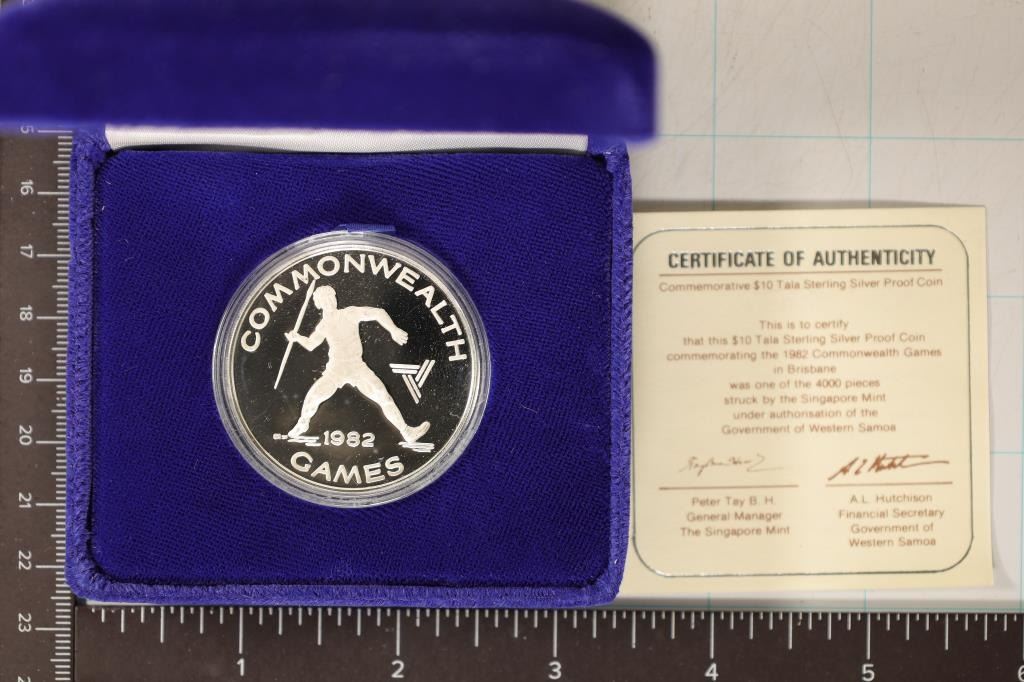 COMMONWEALTH
1982
GAMES
CERTIFICATE OF AUTHENTICITY
Commemorative $10 Tala Sterling Silver Proof Coin
This is to certify
that this $10 Tala Sterling Silver Proof Coin
commemorating the 1982 Commonwealth Games
in Brisbane
was one of the 4000 pieces
struck by the Singapore Mint
under authorisation of the
Government of Western Samoa
Peter Tay B. H.
General Manager
The Singapore Mint
A.L. Hutchison
Financial Secretary
Government of
Western Samoa
15
16
17
18
19
20
21
22
23
1 2 3 4 5 6